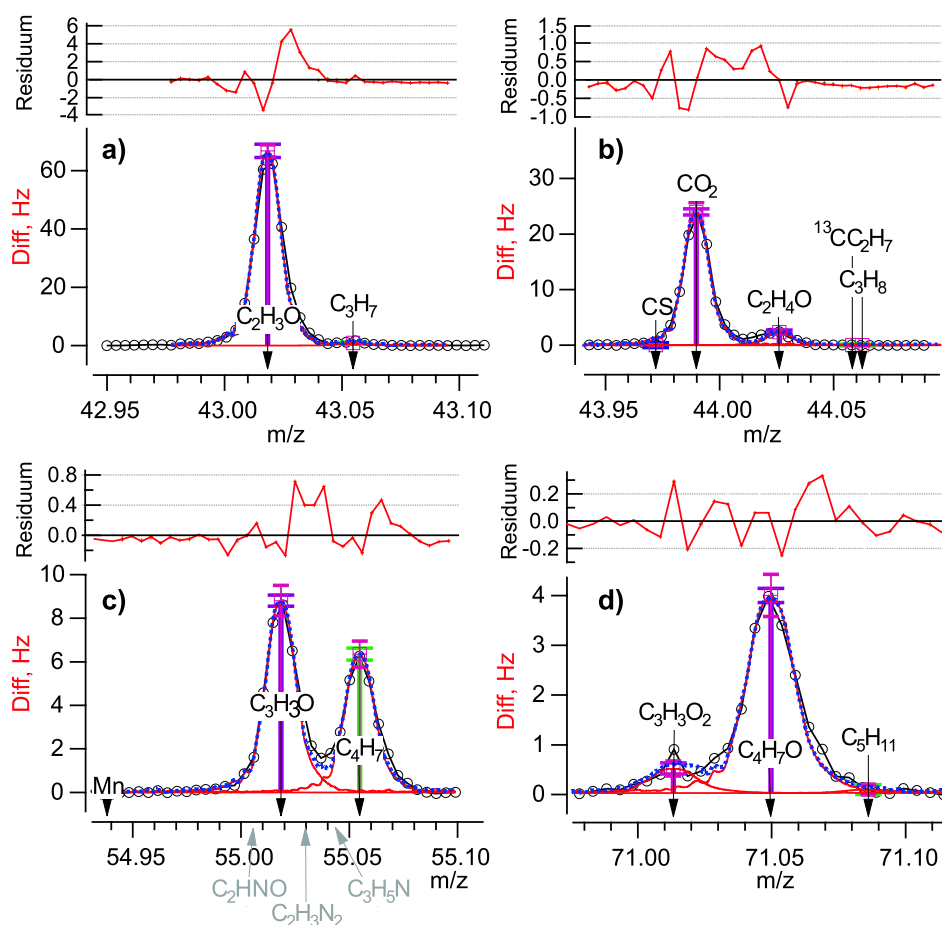 Residuum
6
4
2
0
-2
-4
a)
Diff, Hz
60
40
20
0
C2H3O
C3H7
42.95
43.00
43.05
43.10
m/z
Residuum
1.5
1.0
0.5
0.0
-0.5
-1.0
b)
Diff, Hz
30
20
10
0
CS
CO2
C2H4O
13CC2H7
C3H8
43.95
44.00
44.05
m/z
Residuum
0.8
0.4
0.0
c)
Diff, Hz
10
8
6
4
2
0
Mn
C3H3O
C4H7
54.95
55.00
55.05
55.10
m/z
C2HNO
C2H3N2
C3H5N
Residuum
0.2
0.0
-0.2
d)
Diff, Hz
4
3
2
1
0
C3H3O2
C4H7O
C5H11
71.00
71.05
71.10
m/z